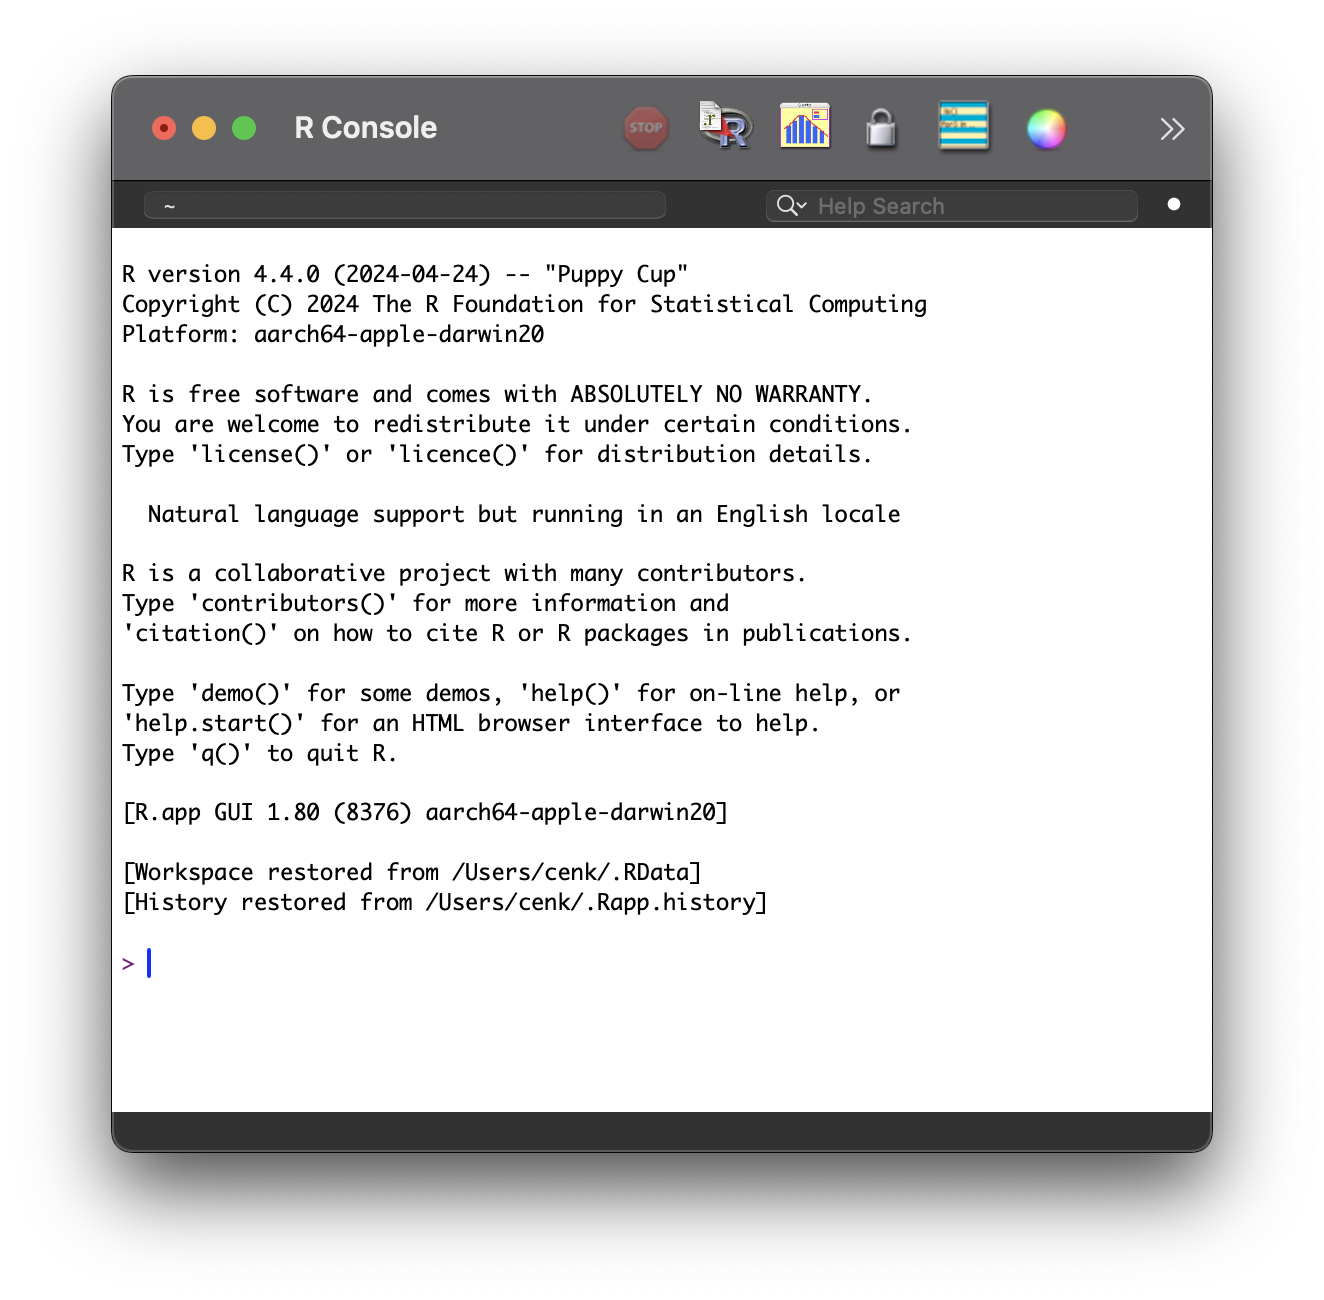 R Console
STOP
~
Help Search
R version 4.4.0 (2024-04-24) -- "Puppy Cup"
Copyright (C) 2024 The R Foundation for Statistical Computing
Platform: aarch64-apple-darwin20
R is free software and comes with ABSOLUTELY NO WARRANTY.
You are welcome to redistribute it under certain conditions.
Type 'license()' or 'licence()' for distribution details.
Natural language support but running in an English locale
R is a collaborative project with many contributors.
Type 'contributors()' for more information and
'citation()' on how to cite R or R packages in publications.
Type 'demo()' for some demos, 'help()' for on-line help, or
'help.start()' for an HTML browser interface to help.
Type 'q()' to quit R.
[R.app GUI 1.80 (8376) aarch64-apple-darwin20]
[Workspace restored from /Users/cenk/.RData]
[History restored from /Users/cenk/.Rapp.history]
>